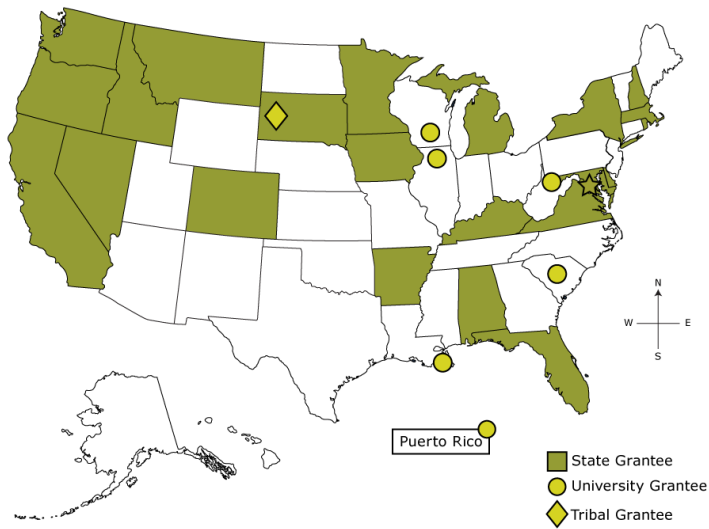 N
W E
S
Puerto Rico
State Grantee
University Grantee
Tribal Grantee